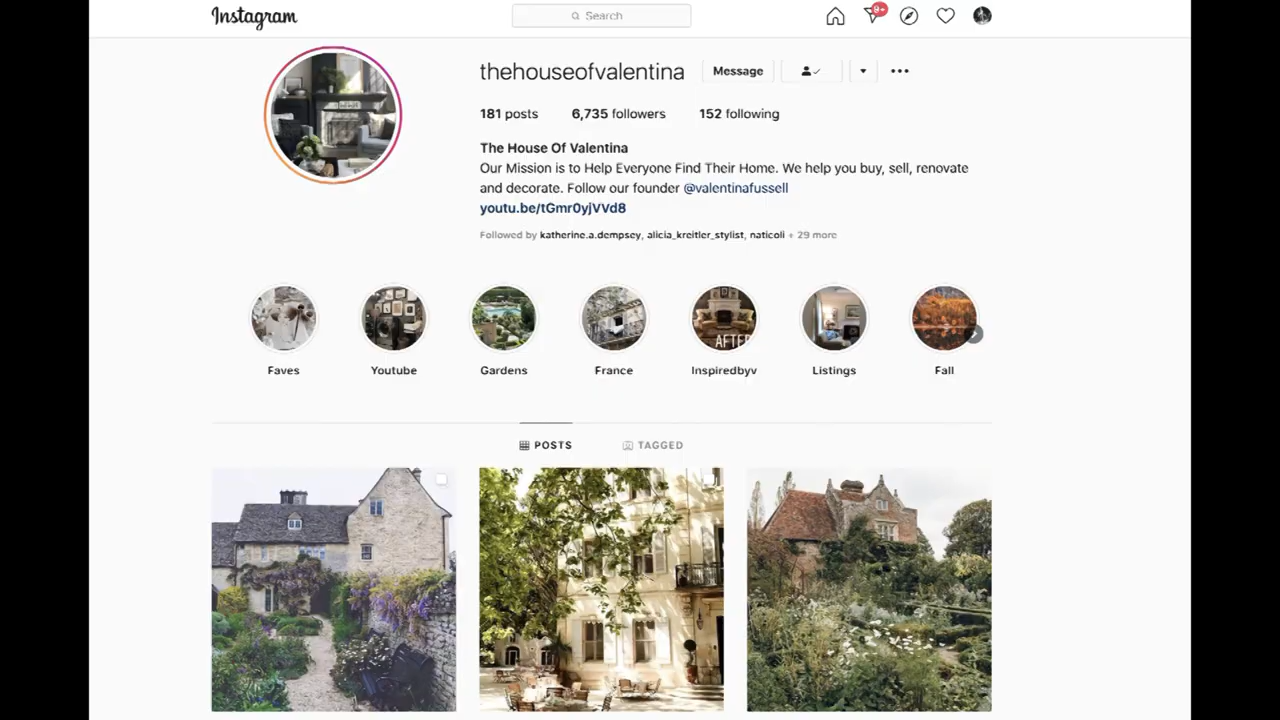 Instagram
Search
9+
thehouseofvalentina
Message
181 posts 6,735 followers 152 following
The House Of Valentina
Our Mission is to Help Everyone Find Their Home. We help you buy, sell, renovate
and decorate. Follow our founder @valentinafussell
youtu.be/tGmr0yjVVd8
Followed by katherine.a.dempsey, alicia_kreitler_stylist, naticoli + 29 more
AFTER
Faves Youtube Gardens France Inspiredbyv Listings Fall
POSTS TAGGED